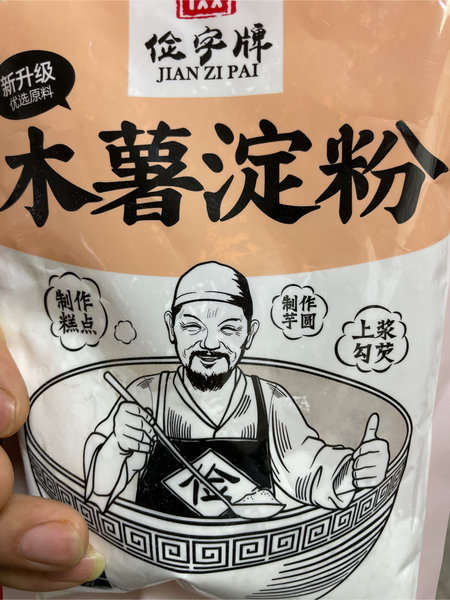 俭字牌
JIAN ZI PAI
新升级
优选原料
木薯淀粉
制作
糕点
制作
芋圆
上浆
勾芡
俭